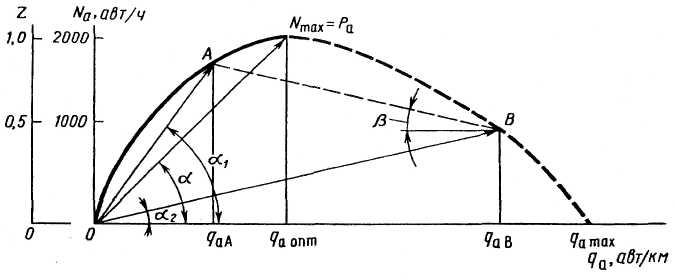 Z Nа, авт/ч
Nmax = Pа
1,0 2000
A
0,5 1000
β
B
α1
α
α2
0 0 qаA qа опт qаB qа max
qа, авт/км